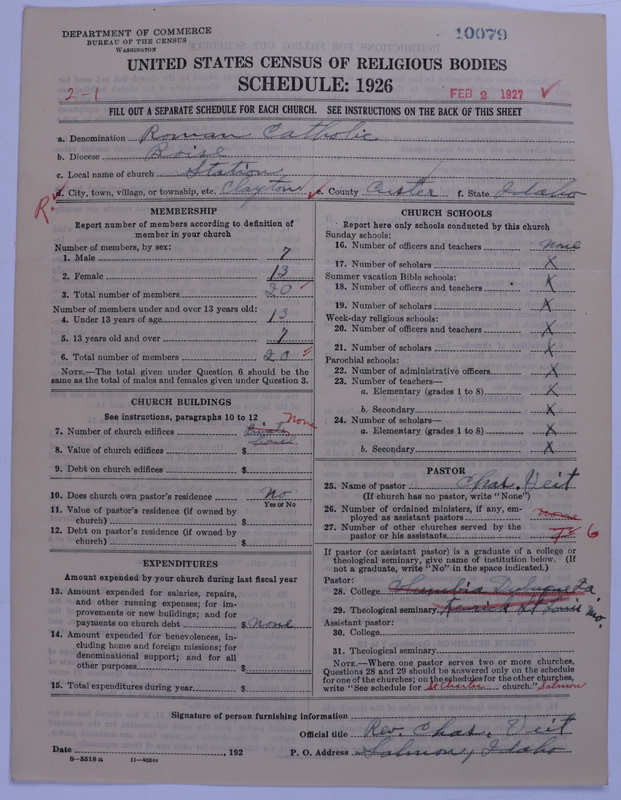 DEPARTMENT OF COMMERCE
BUREAU OF THE CENSUS
WASHINGTON
10079
UNITED STATES CENSUS OF RELIGIOUS BODIES
SCHEDULE: 1926
2-1
FEB 2 1927 ✓
FILL OUT A SEPARATE SCHEDULE FOR EACH CHURCH. SEE INSTRUCTIONS ON THE BACK OF THIS SHEET
a. Denomination Roman Catholic
b. Diocese Boise
c. Local name of church Station
d. City, town, village, or township, etc. Clayton e. County Custer f. State Idaho
R.
MEMBERSHIP
Report number of members according to definition of
member in your church
Number of members, by sex:
1. Male 7
2. Female 13
3. Total number of members 20
Number of members under and over 13 years old:
4. Under 13 years of age 13
5. 13 years old and over 7
6. Total number of members 20
NOTE.—The total given under Question 6 should be the
same as the total of males and females given under Question 3.
CHURCH BUILDINGS
See instructions, paragraphs 10 to 12
7. Number of church edifices Private house None
8. Value of church edifices $
9. Debt on church edifices $
10. Does church own pastor's residence No
Yes or No
11. Value of pastor's residence (if owned by
church) $
12. Debt on pastor's residence (if owned by
church) $
EXPENDITURES
Amount expended by your church during last fiscal year
13. Amount expended for salaries, repairs,
and other running expenses; for im-
provements or new buildings; and for
payments on church debt $ None
14. Amount expended for benevolences, in-
cluding home and foreign missions; for
denominational support; and for all
other purposes $
15. Total expenditures during year $
CHURCH SCHOOLS
Report here only schools conducted by this church
Sunday schools:
16. Number of officers and teachers None
17. Number of scholars X
Summer vacation Bible schools:
18. Number of officers and teachers X
19. Number of scholars X
Week-day religious schools:
20. Number of officers and teachers X
21. Number of scholars X
Parochial schools:
22. Number of administrative officers X
23. Number of teachers—
a. Elementary (grades 1 to 8) X
b. Secondary X
24. Number of scholars—
a. Elementary (grades 1 to 8) X
b. Secondary X
PASTOR
25. Name of pastor Chas. Veit
(If church has no pastor, write "None")
26. Number of ordained ministers, if any, em-
ployed as assistant pastors none
27. Number of other churches served by the
pastor or his assistants 6
If pastor (or assistant pastor) is a graduate of a college or
theological seminary, give name of institution below. (If
not a graduate, write "No" in the space indicated.)
Pastor:
28. College
29. Theological seminary St. Louis Mo.
Assistant pastor:
30. College
31. Theological seminary
NOTE.—Where one pastor serves two or more churches,
Questions 28 and 29 should be answered only on the schedule
for one of the churches; on the schedules for the other churches,
write "See schedule for St Charles church." Salmon
Signature of person furnishing information
Official title Rev. Chas. Veit
Date , 192 P. O. Address Salmon, Idaho
8-5518 a 11-9054a